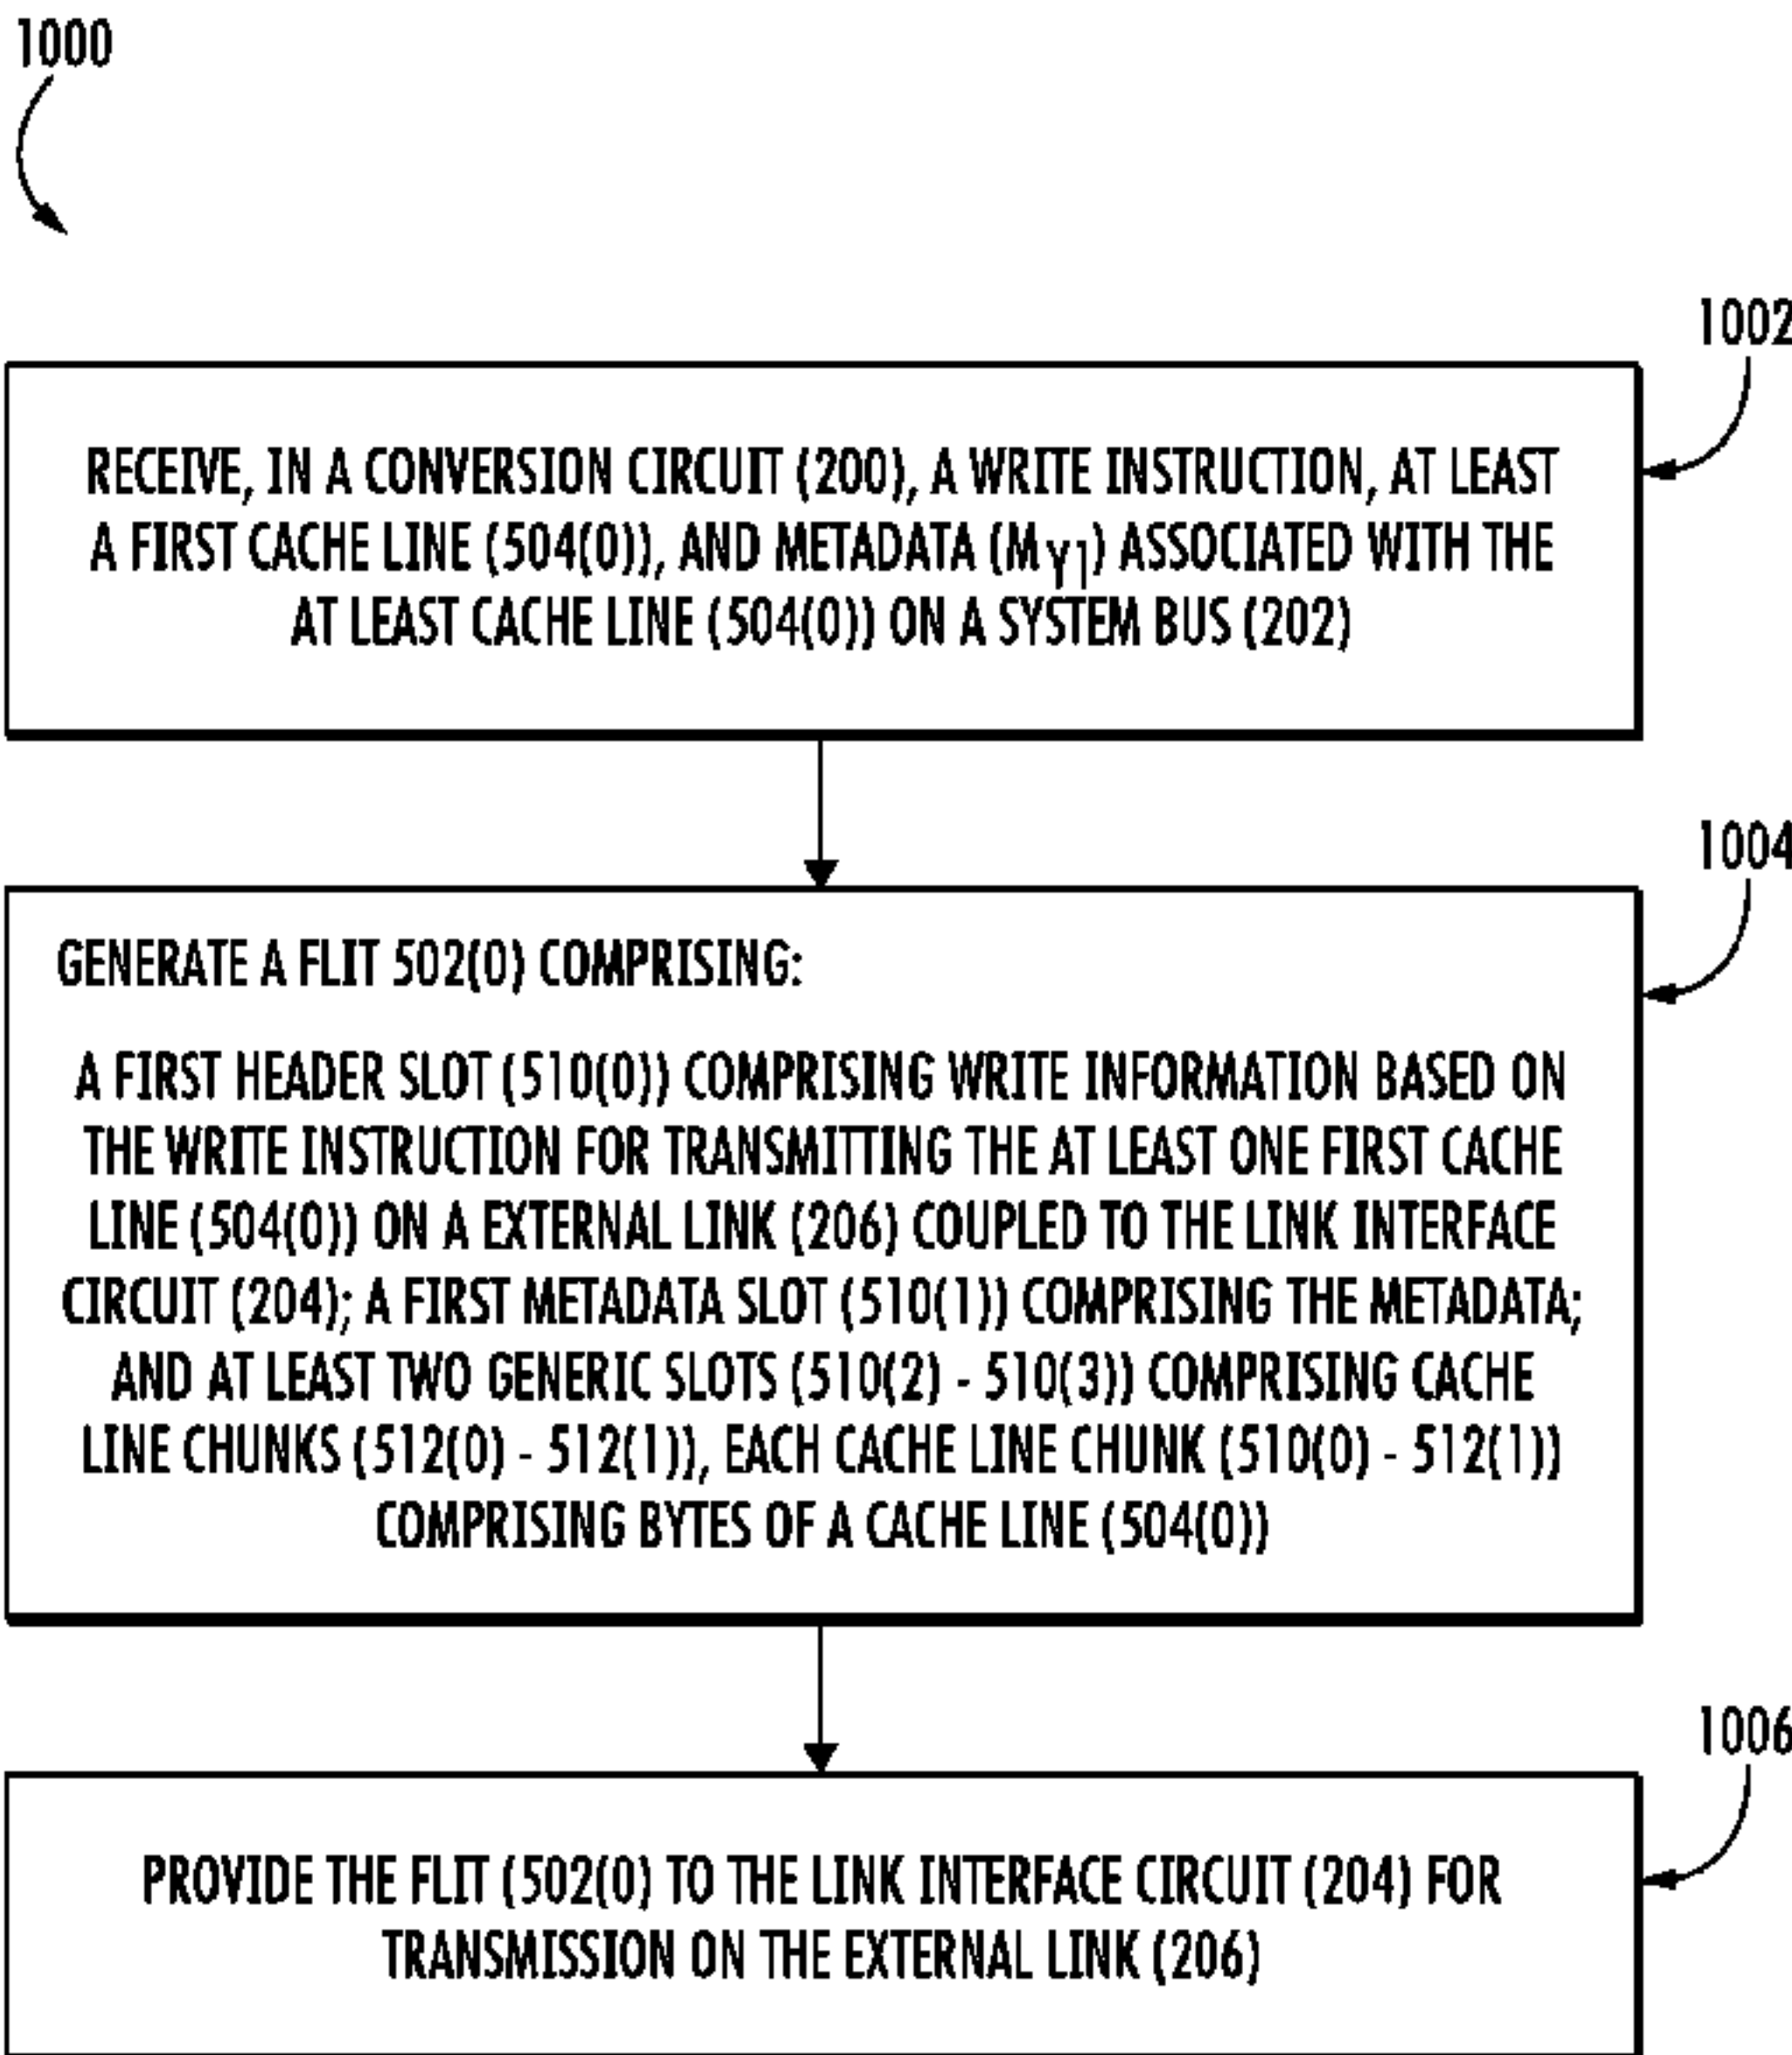 1000
1002
RECEIVE, IN A CONVERSION CIRCUIT (200), A WRITE INSTRUCTION, AT LEAST
A FIRST CACHE LINE (504(0)), AND METADATA (MY1) ASSOCIATED WITH THE
AT LEAST CACHE LINE (504(0)) ON A SYSTEM BUS (202)
1004
GENERATE A FLIT 502(0) COMPRISING:
A FIRST HEADER SLOT (510(0)) COMPRISING WRITE INFORMATION BASED ON
THE WRITE INSTRUCTION FOR TRANSMITTING THE AT LEAST ONE FIRST CACHE
LINE (504(0)) ON A EXTERNAL LINK (206) COUPLED TO THE LINK INTERFACE
CIRCUIT (204); A FIRST METADATA SLOT (510(1)) COMPRISING THE METADATA;
AND AT LEAST TWO GENERIC SLOTS (510(2) - 510(3)) COMPRISING CACHE
LINE CHUNKS (512(0) - 512(1)), EACH CACHE LINE CHUNK (510(0) - 512(1))
COMPRISING BYTES OF A CACHE LINE (504(0))
1006
PROVIDE THE FLIT (502(0) TO THE LINK INTERFACE CIRCUIT (204) FOR
TRANSMISSION ON THE EXTERNAL LINK (206)